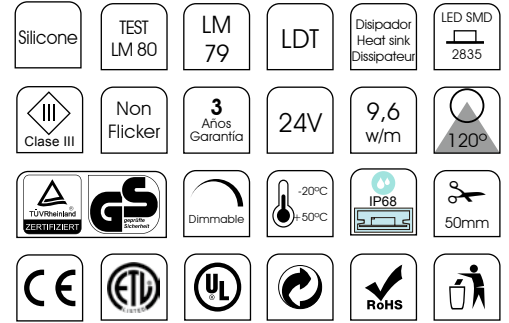 Silicone
TEST
LM 80
LM
79
LDT
Disipador
Heat sink
Dissipateur
LED SMD
2835
III
Clase III
Non
Flicker
3
Años
Garantía
24V
9,6
w/m
120º
TÜVRheinland
ZERTIFIZIERT
GS
geprüfte
Sicherheit
Dimmable
-20ºC
+50ºC
IP68
50mm
CE
ETL
LISTED
UL
RoHS